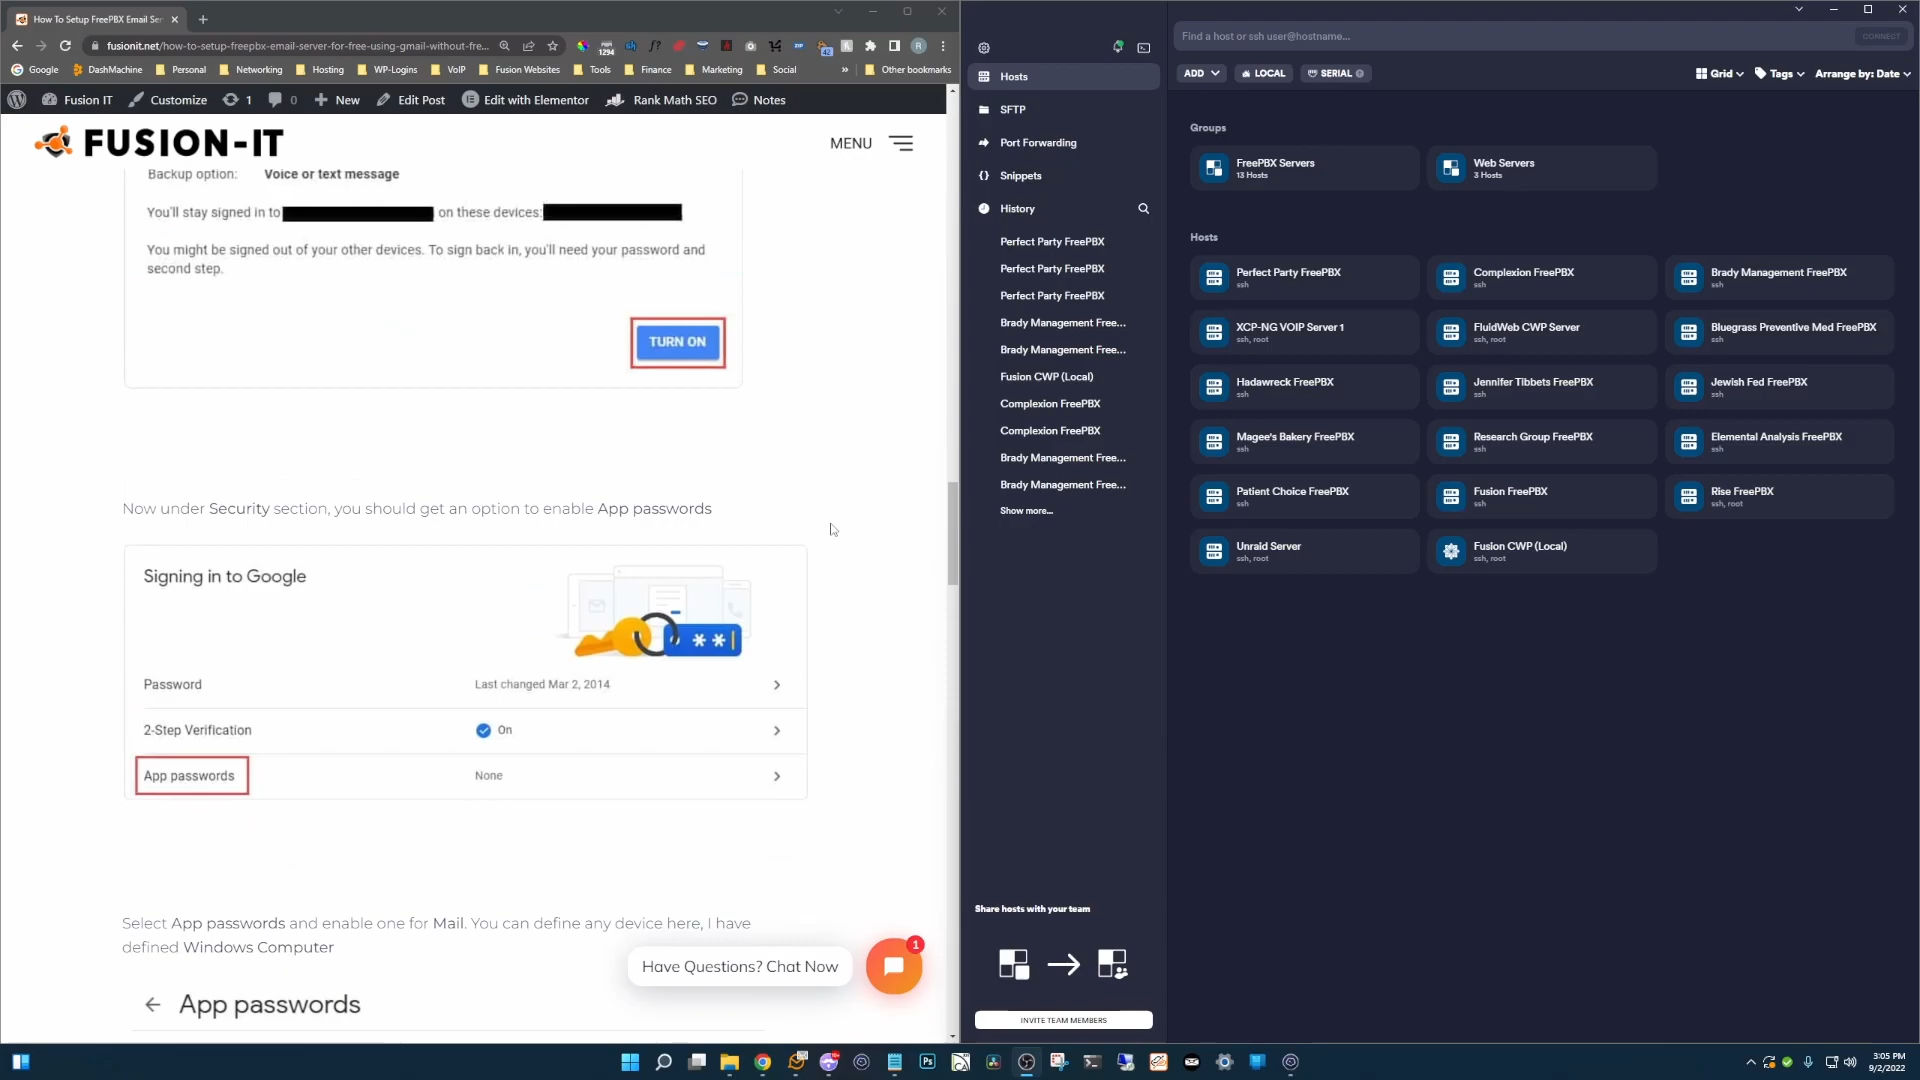 How To Setup FreePBX Email Ser
fusionit.net/how-to-setup-freepbx-email-server-for-free-using-gmail-without-fre...
1294
42
R
Google
DashMachine
Personal
Networking
Hosting
WP-Logins
VoIP
Fusion Websites
Tools
Finance
Marketing
Social
Other bookmarks
Fusion IT
Customize
1
0
New
Edit Post
Edit with Elementor
Rank Math SEO
Notes
FUSION-IT
MENU
Backup option: Voice or text message
You'll stay signed in to on these devices:
You might be signed out of your other devices. To sign back in, you'll need your password and
second step.
TURN ON
Now under Security section, you should get an option to enable App passwords
Signing in to Google
**
Password Last changed Mar 2, 2014
2-Step Verification On
App passwords None
Select App passwords and enable one for Mail. You can define any device here, I have
defined Windows Computer
Have Questions? Chat Now
1
App passwords
Hosts
SFTP
Port Forwarding
Snippets
History
Perfect Party FreePBX
Perfect Party FreePBX
Perfect Party FreePBX
Brady Management Free...
Brady Management Free...
Fusion CWP (Local)
Complexion FreePBX
Complexion FreePBX
Brady Management Free...
Brady Management Free...
Show more...
Share hosts with your team
INVITE TEAM MEMBERS
Find a host or ssh user@hostname...
CONNECT
ADD
LOCAL
SERIAL
Grid
Tags
Arrange by: Date
Groups
FreePBX Servers
13 Hosts
Web Servers
3 Hosts
Hosts
Perfect Party FreePBX
ssh
Complexion FreePBX
ssh
Brady Management FreePBX
ssh
XCP-NG VOIP Server 1
ssh, root
FluidWeb CWP Server
ssh, root
Bluegrass Preventive Med FreePBX
ssh
Hadawreck FreePBX
ssh
Jennifer Tibbets FreePBX
ssh
Jewish Fed FreePBX
ssh
Magee's Bakery FreePBX
ssh
Research Group FreePBX
ssh
Elemental Analysis FreePBX
ssh
Patient Choice FreePBX
ssh
Fusion FreePBX
ssh
Rise FreePBX
ssh, root
Unraid Server
ssh, root
Fusion CWP (Local)
ssh, root
Ps
3:05 PM
9/2/2022